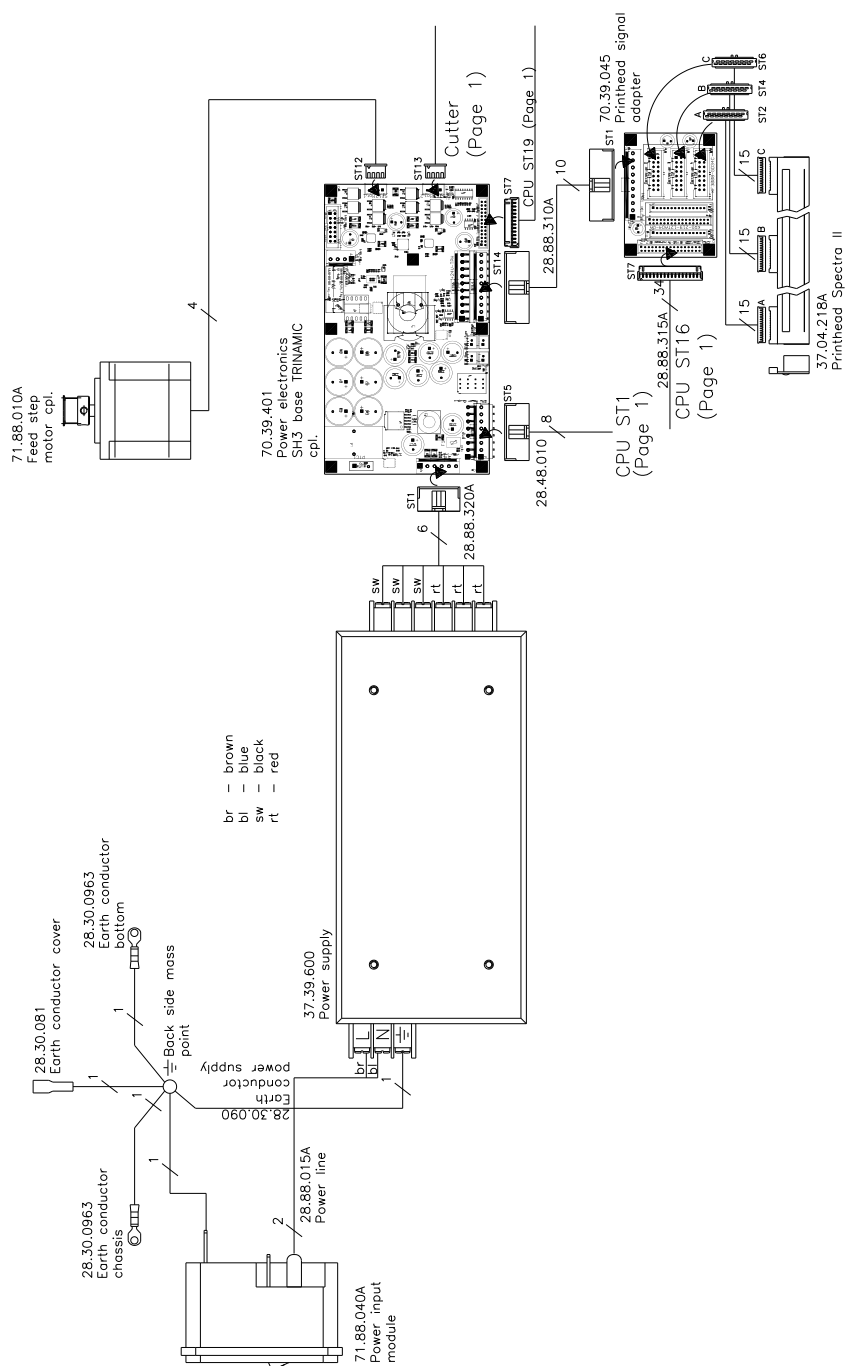 71.88.010A
Feed step
motor cpl.
4
70.39.401
Power electronics
SH3 base TRINAMIC
cpl.
ST12
ST13
Cutter
(Page 1)
CPU ST19 (Page 1)
ST7
ST14
ST5
ST1
6
28.88.320A
8
28.48.010
CPU ST1
(Page 1)
10
28.88.310A
ST1
70.39.045
Printhead signal
adapter
ST7
34
28.88.315A
CPU ST16
(Page 1)
A
B
C
ST2
ST4
ST6
15
15
15
A
B
C
37.04.218A
Printhead Spectra II
sw
sw
sw
rt
rt
rt
br – brown
bl – blue
sw – black
rt – red
37.39.600
Power supply
L
N
br
bl
1
28.30.090
Earth
conductor
power supply
28.30.081
Earth conductor cover
28.30.0963
Earth conductor
bottom
Back side mass
point
1
1
1
1
28.30.0963
Earth conductor
chassis
2
28.88.015A
Power line
71.88.040A
Power input
module